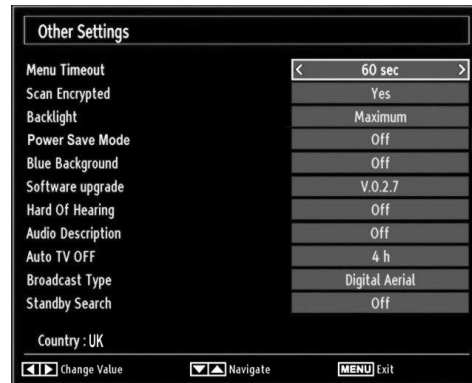 Other Settings
Menu Timeout < 60 sec >
Scan Encrypted Yes
Backlight Maximum
Power Save Mode Off
Blue Background Off
Software upgrade V.0.2.7
Hard Of Hearing Off
Audio Description Off
Auto TV OFF 4 h
Broadcast Type Digital Aerial
Standby Search Off
Country : UK
Change Value Navigate MENU Exit